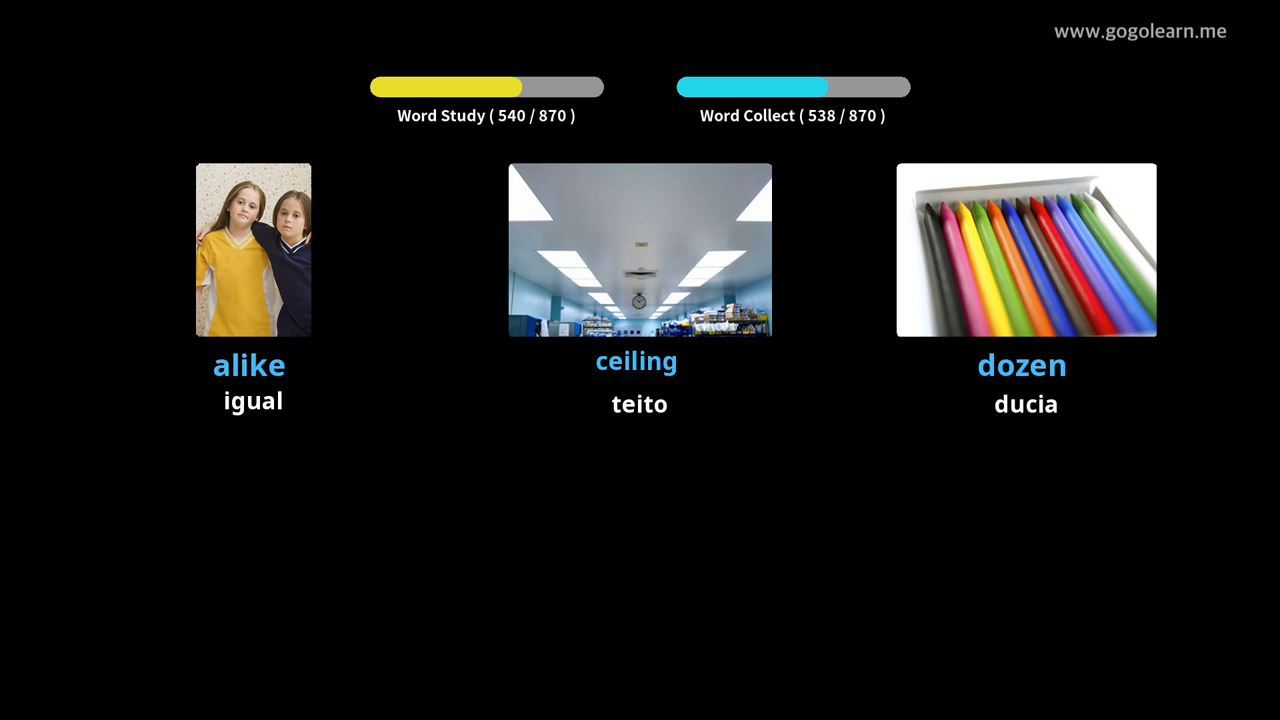 www.gogolearn.me
Word Study ( 540 / 870 )
Word Collect ( 538 / 870 )
alike
igual
ceiling
teito
dozen
ducia